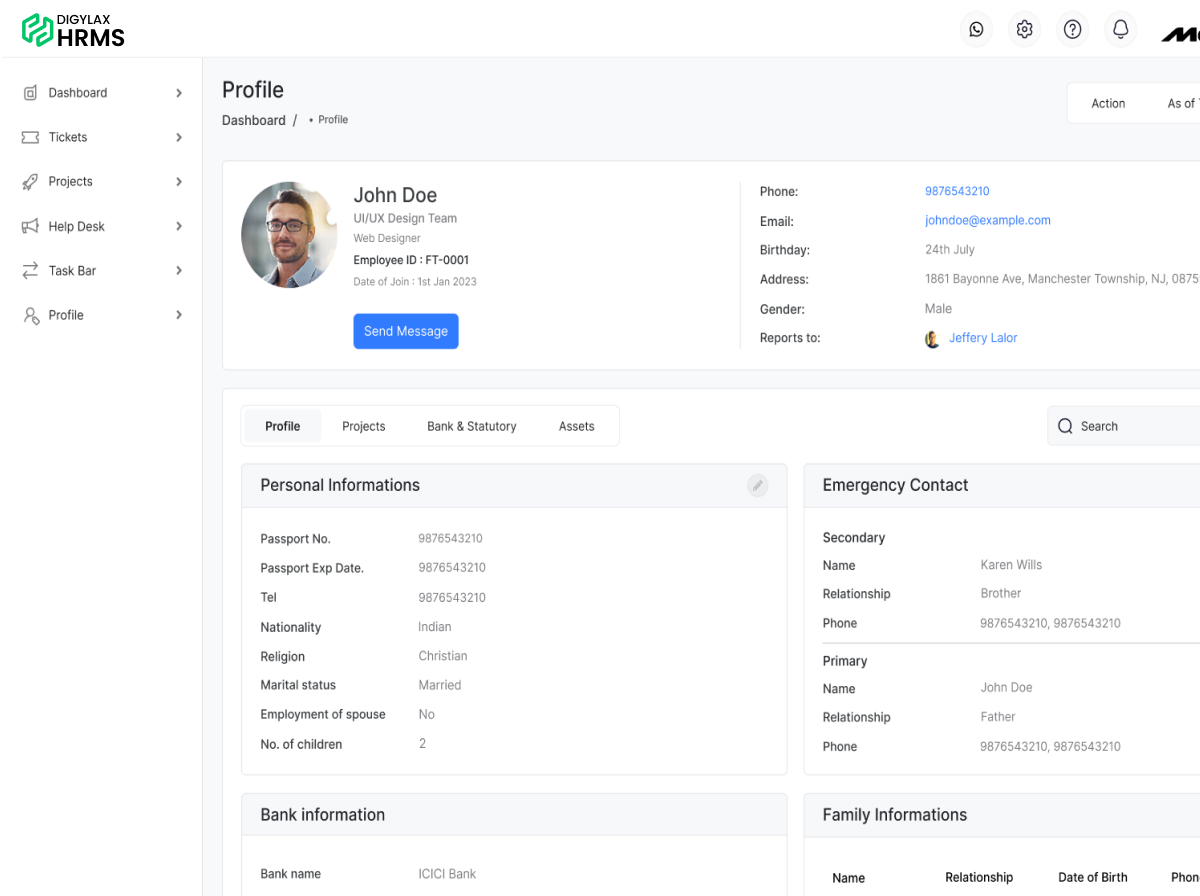 DIGYLAX
HRMS
Dashboard
Tickets
Projects
Help Desk
Task Bar
Profile
Profile
Dashboard / • Profile
Action As of
John Doe
UI/UX Design Team
Web Designer
Employee ID : FT-0001
Date of Join : 1st Jan 2023
Send Message
Phone: 9876543210
Email: johndoe@example.com
Birthday: 24th July
Address: 1861 Bayonne Ave, Manchester Township, NJ, 0875
Gender: Male
Reports to: Jeffery Lalor
Profile Projects Bank & Statutory Assets
Search
Personal Informations
Passport No. 9876543210
Passport Exp Date. 9876543210
Tel 9876543210
Nationality Indian
Religion Christian
Marital status Married
Employment of spouse No
No. of children 2
Emergency Contact
Secondary
Name Karen Wills
Relationship Brother
Phone 9876543210, 9876543210
Primary
Name John Doe
Relationship Father
Phone 9876543210, 9876543210
Bank information
Bank name ICICI Bank
Family Informations
Name Relationship Date of Birth Phon